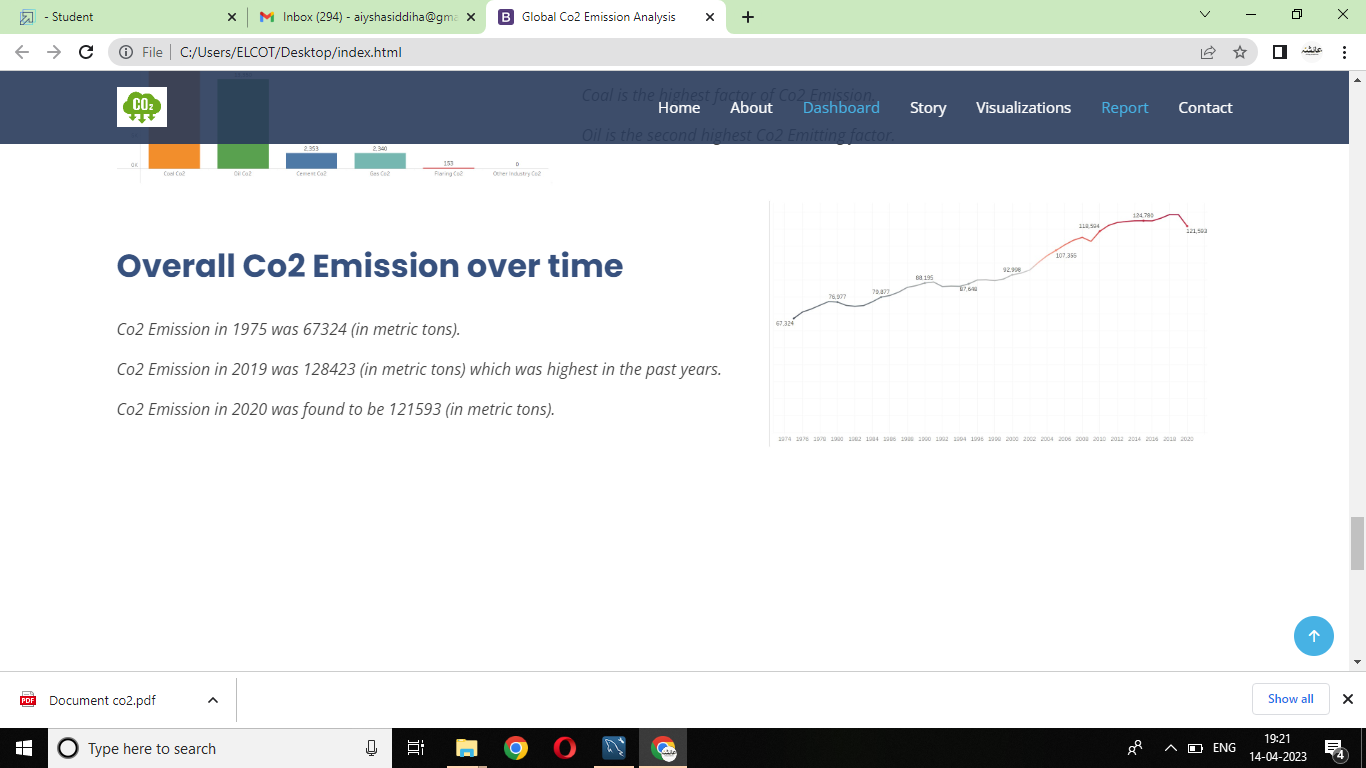 - Student
Inbox (294) - aiyshasiddiha@gma
Global Co2 Emission Analysis
File
C:/Users/ELCOT/Desktop/index.html
CO₂
Home
About
Dashboard
Story
Visualizations
Report
Contact
Coal is the highest factor of Co2 Emission.
Oil is the second highest Co2 Emitting factor.
2,353
2,340
153
0
0K
Coal Co2
Oil Co2
Cement Co2
Gas Co2
Flaring Co2
Other Industry Co2
Overall Co2 Emission over time
Co2 Emission in 1975 was 67324 (in metric tons).
Co2 Emission in 2019 was 128423 (in metric tons) which was highest in the past years.
Co2 Emission in 2020 was found to be 121593 (in metric tons).
67,324
76,977
79,877
88,195
87,648
92,998
107,355
118,594
124,780
121,593
1974 1976 1978 1980 1982 1984 1986 1988 1990 1992 1994 1996 1998 2000 2002 2004 2006 2008 2010 2012 2014 2016 2018 2020
PDF
Document co2.pdf
Show all
Type here to search
ENG
19:21
14-04-2023
4